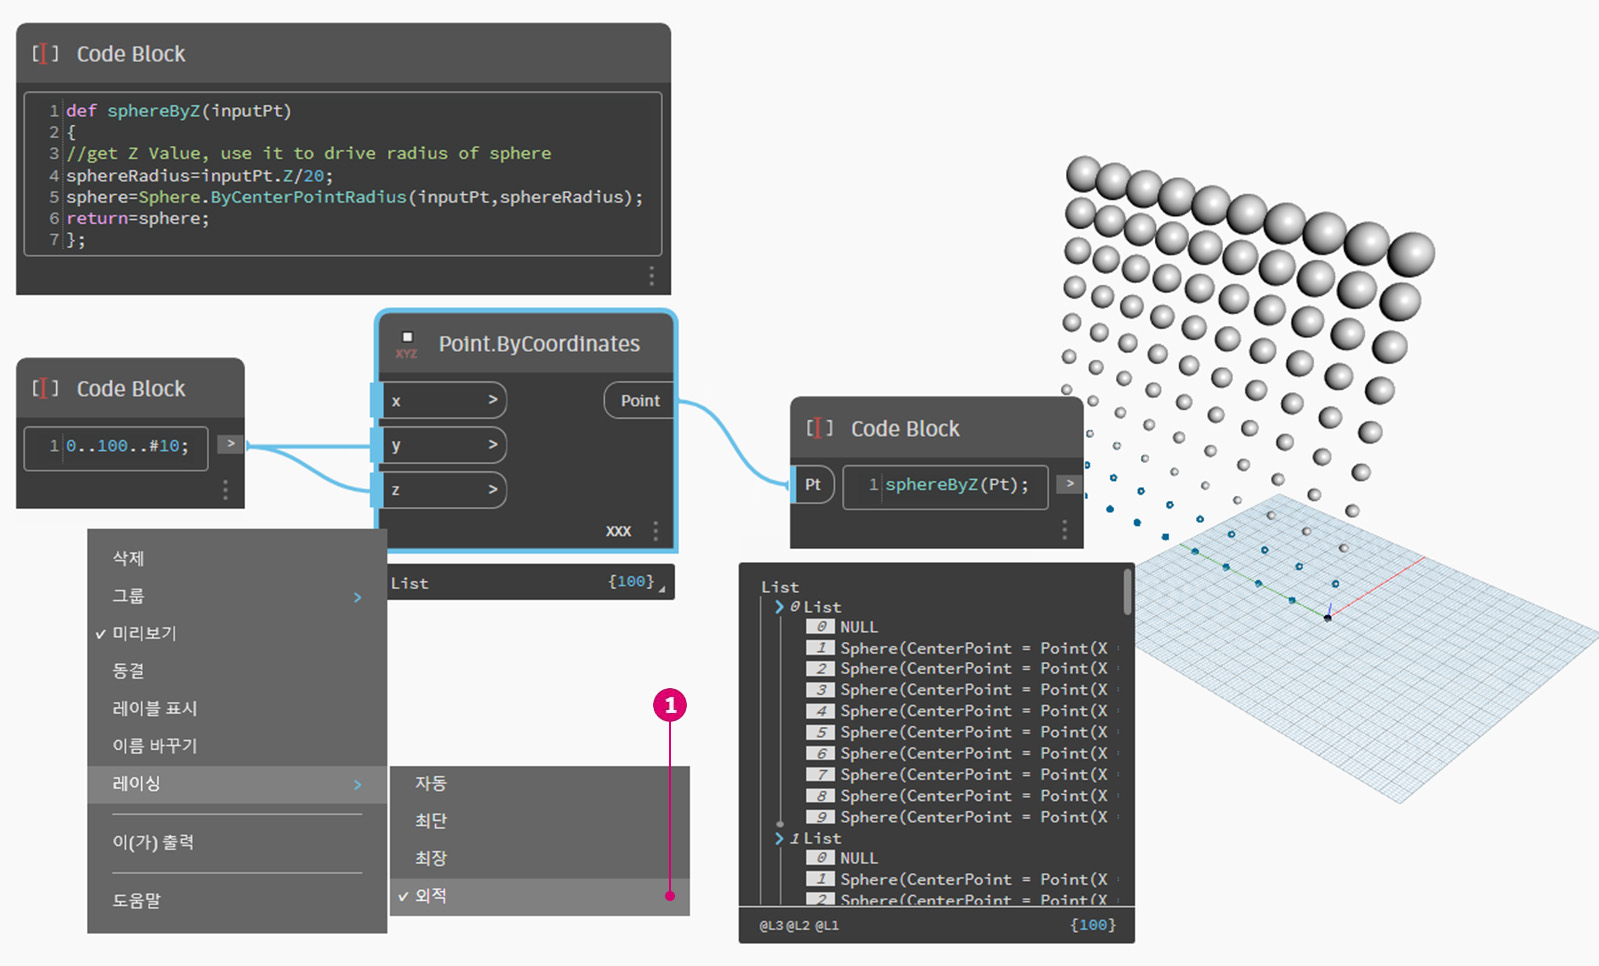 Code Block
1 def sphereByZ(inputPt)
2 {
3 //get Z Value, use it to drive radius of sphere
4 sphereRadius=inputPt.Z/20;
5 sphere=Sphere.ByCenterPointRadius(inputPt,sphereRadius);
6 return=sphere;
7 };
Code Block
1 0..100..#10;
>
XYZ
Point.ByCoordinates
x >
Point
y >
z >
XXX
List {100}
Code Block
Pt
1 sphereByZ(Pt);
>
삭제
그룹 >
✓ 미리보기
동결
레이블 표시
이름 바꾸기
레이싱 >
이(가) 출력
도움말
1
자동
최단
최장
✓ 외적
List
0 List
0 NULL
1 Sphere(CenterPoint = Point(X
2 Sphere(CenterPoint = Point(X
3 Sphere(CenterPoint = Point(X
4 Sphere(CenterPoint = Point(X
5 Sphere(CenterPoint = Point(X
6 Sphere(CenterPoint = Point(X
7 Sphere(CenterPoint = Point(X
8 Sphere(CenterPoint = Point(X
9 Sphere(CenterPoint = Point(X
1 List
0 NULL
1 Sphere(CenterPoint = Point(X
2 Sphere(CenterPoint = Point(X
@L3 @L2 @L1 {100}